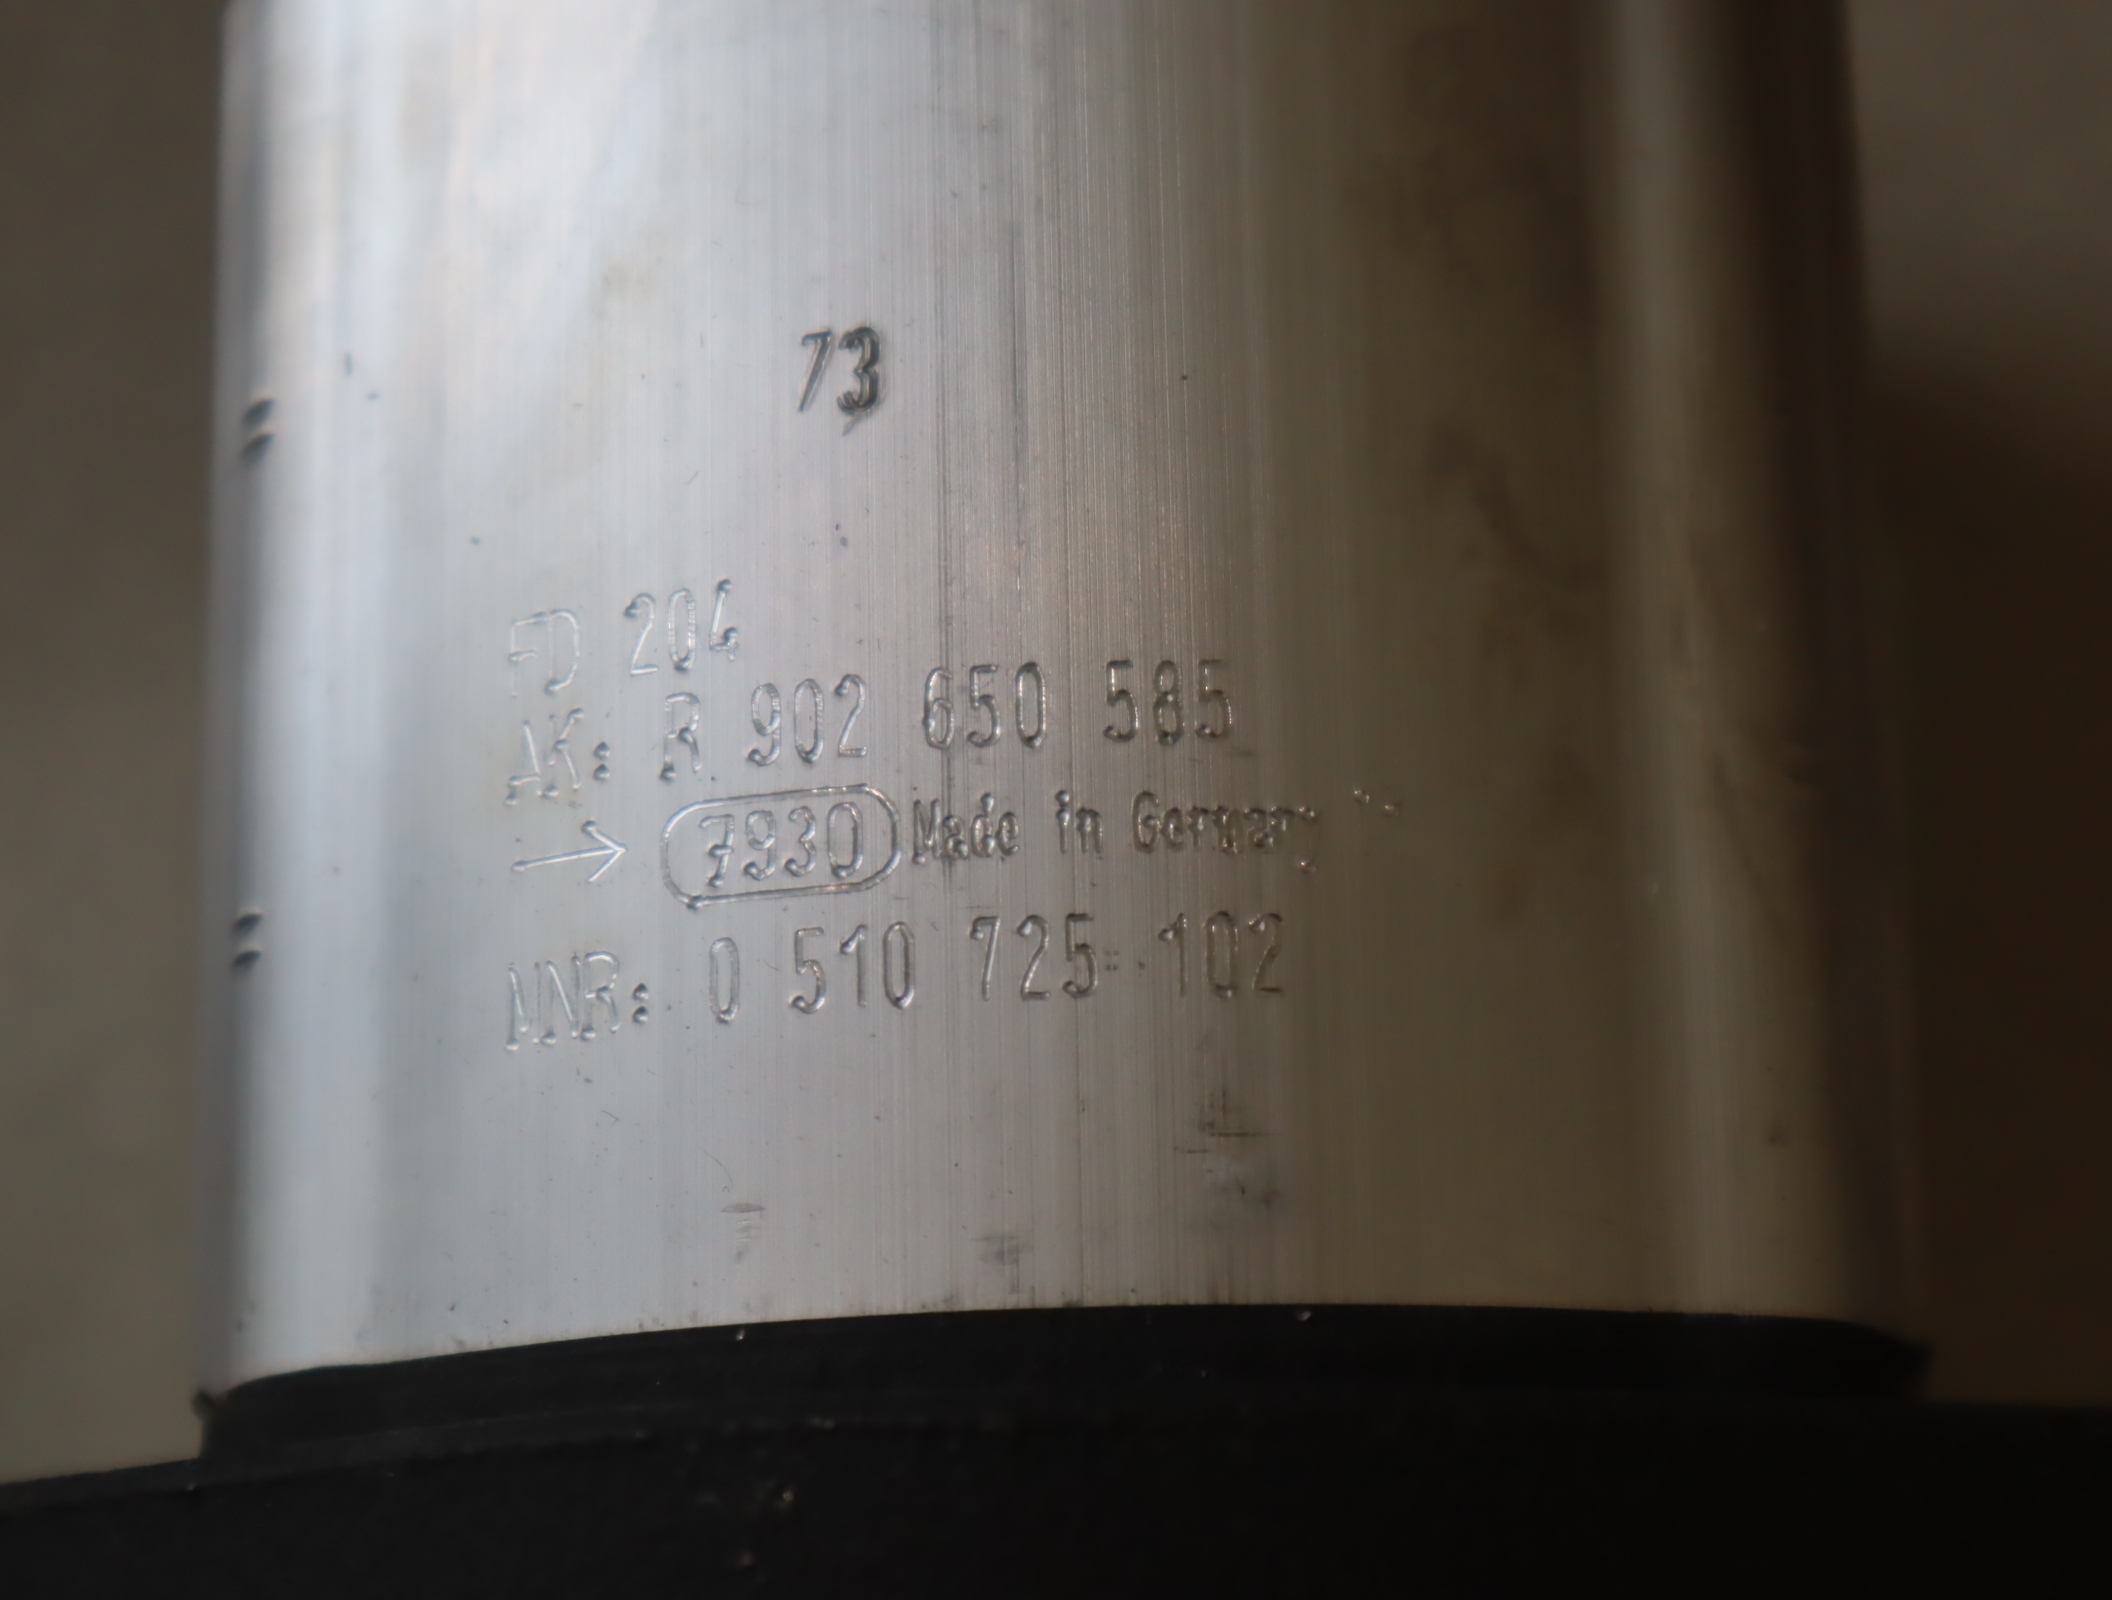 73
FD 204
AK: R 902 650 585
→ 7930 Made in Germany
MNR: 0 510 725 102